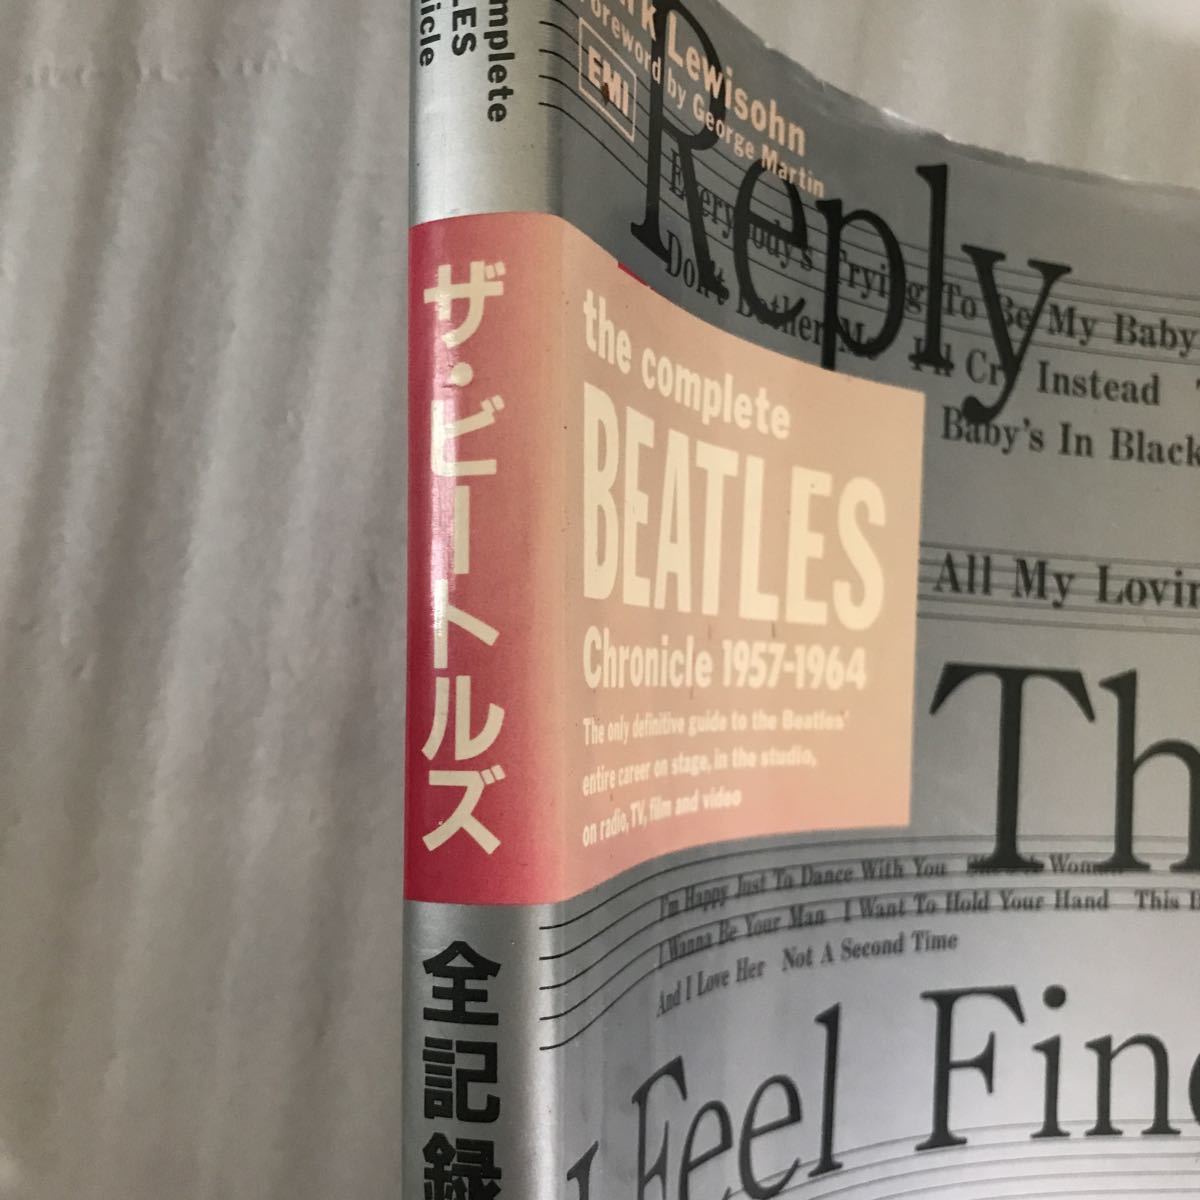 ザ・ビートルズ
全記録
Lewisohn
Foreword by George Martin
EMI
Reply
Everybody's Trying To Be My Baby
Don't Bother Me I'll Cry Instead
Baby's In Black
the complete
BEATLES
Chronicle 1957-1964
The only definitive guide to the Beatles'
entire career on stage, in the studio,
on radio, TV, film and video
All My Lovin
Th
I'm Happy Just To Dance With You She's A Woman
I Wanna Be Your Man I Want To Hold Your Hand This B
And I Love Her Not A Second Time
I Feel Fine